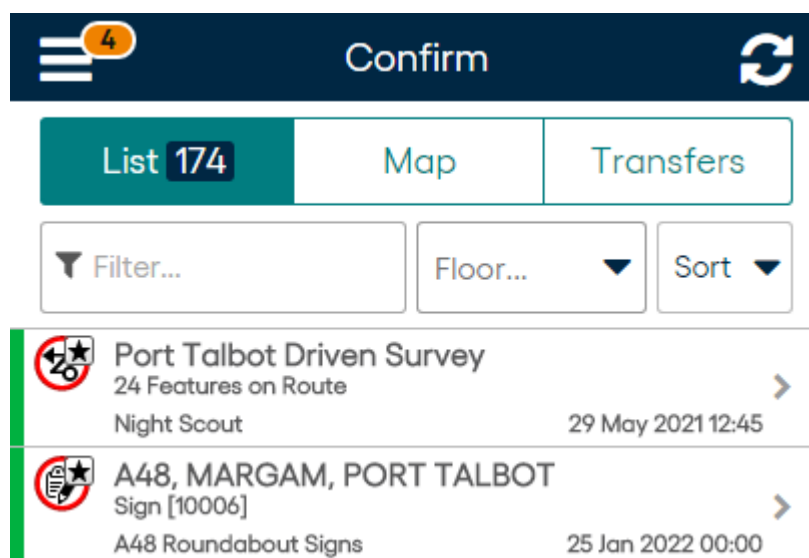 4
Confirm
List 174
Map
Transfers
Filter...
Floor...
Sort
Port Talbot Driven Survey
24 Features on Route
Night Scout 29 May 2021 12:45
A48, MARGAM, PORT TALBOT
Sign [10006]
A48 Roundabout Signs 25 Jan 2022 00:00